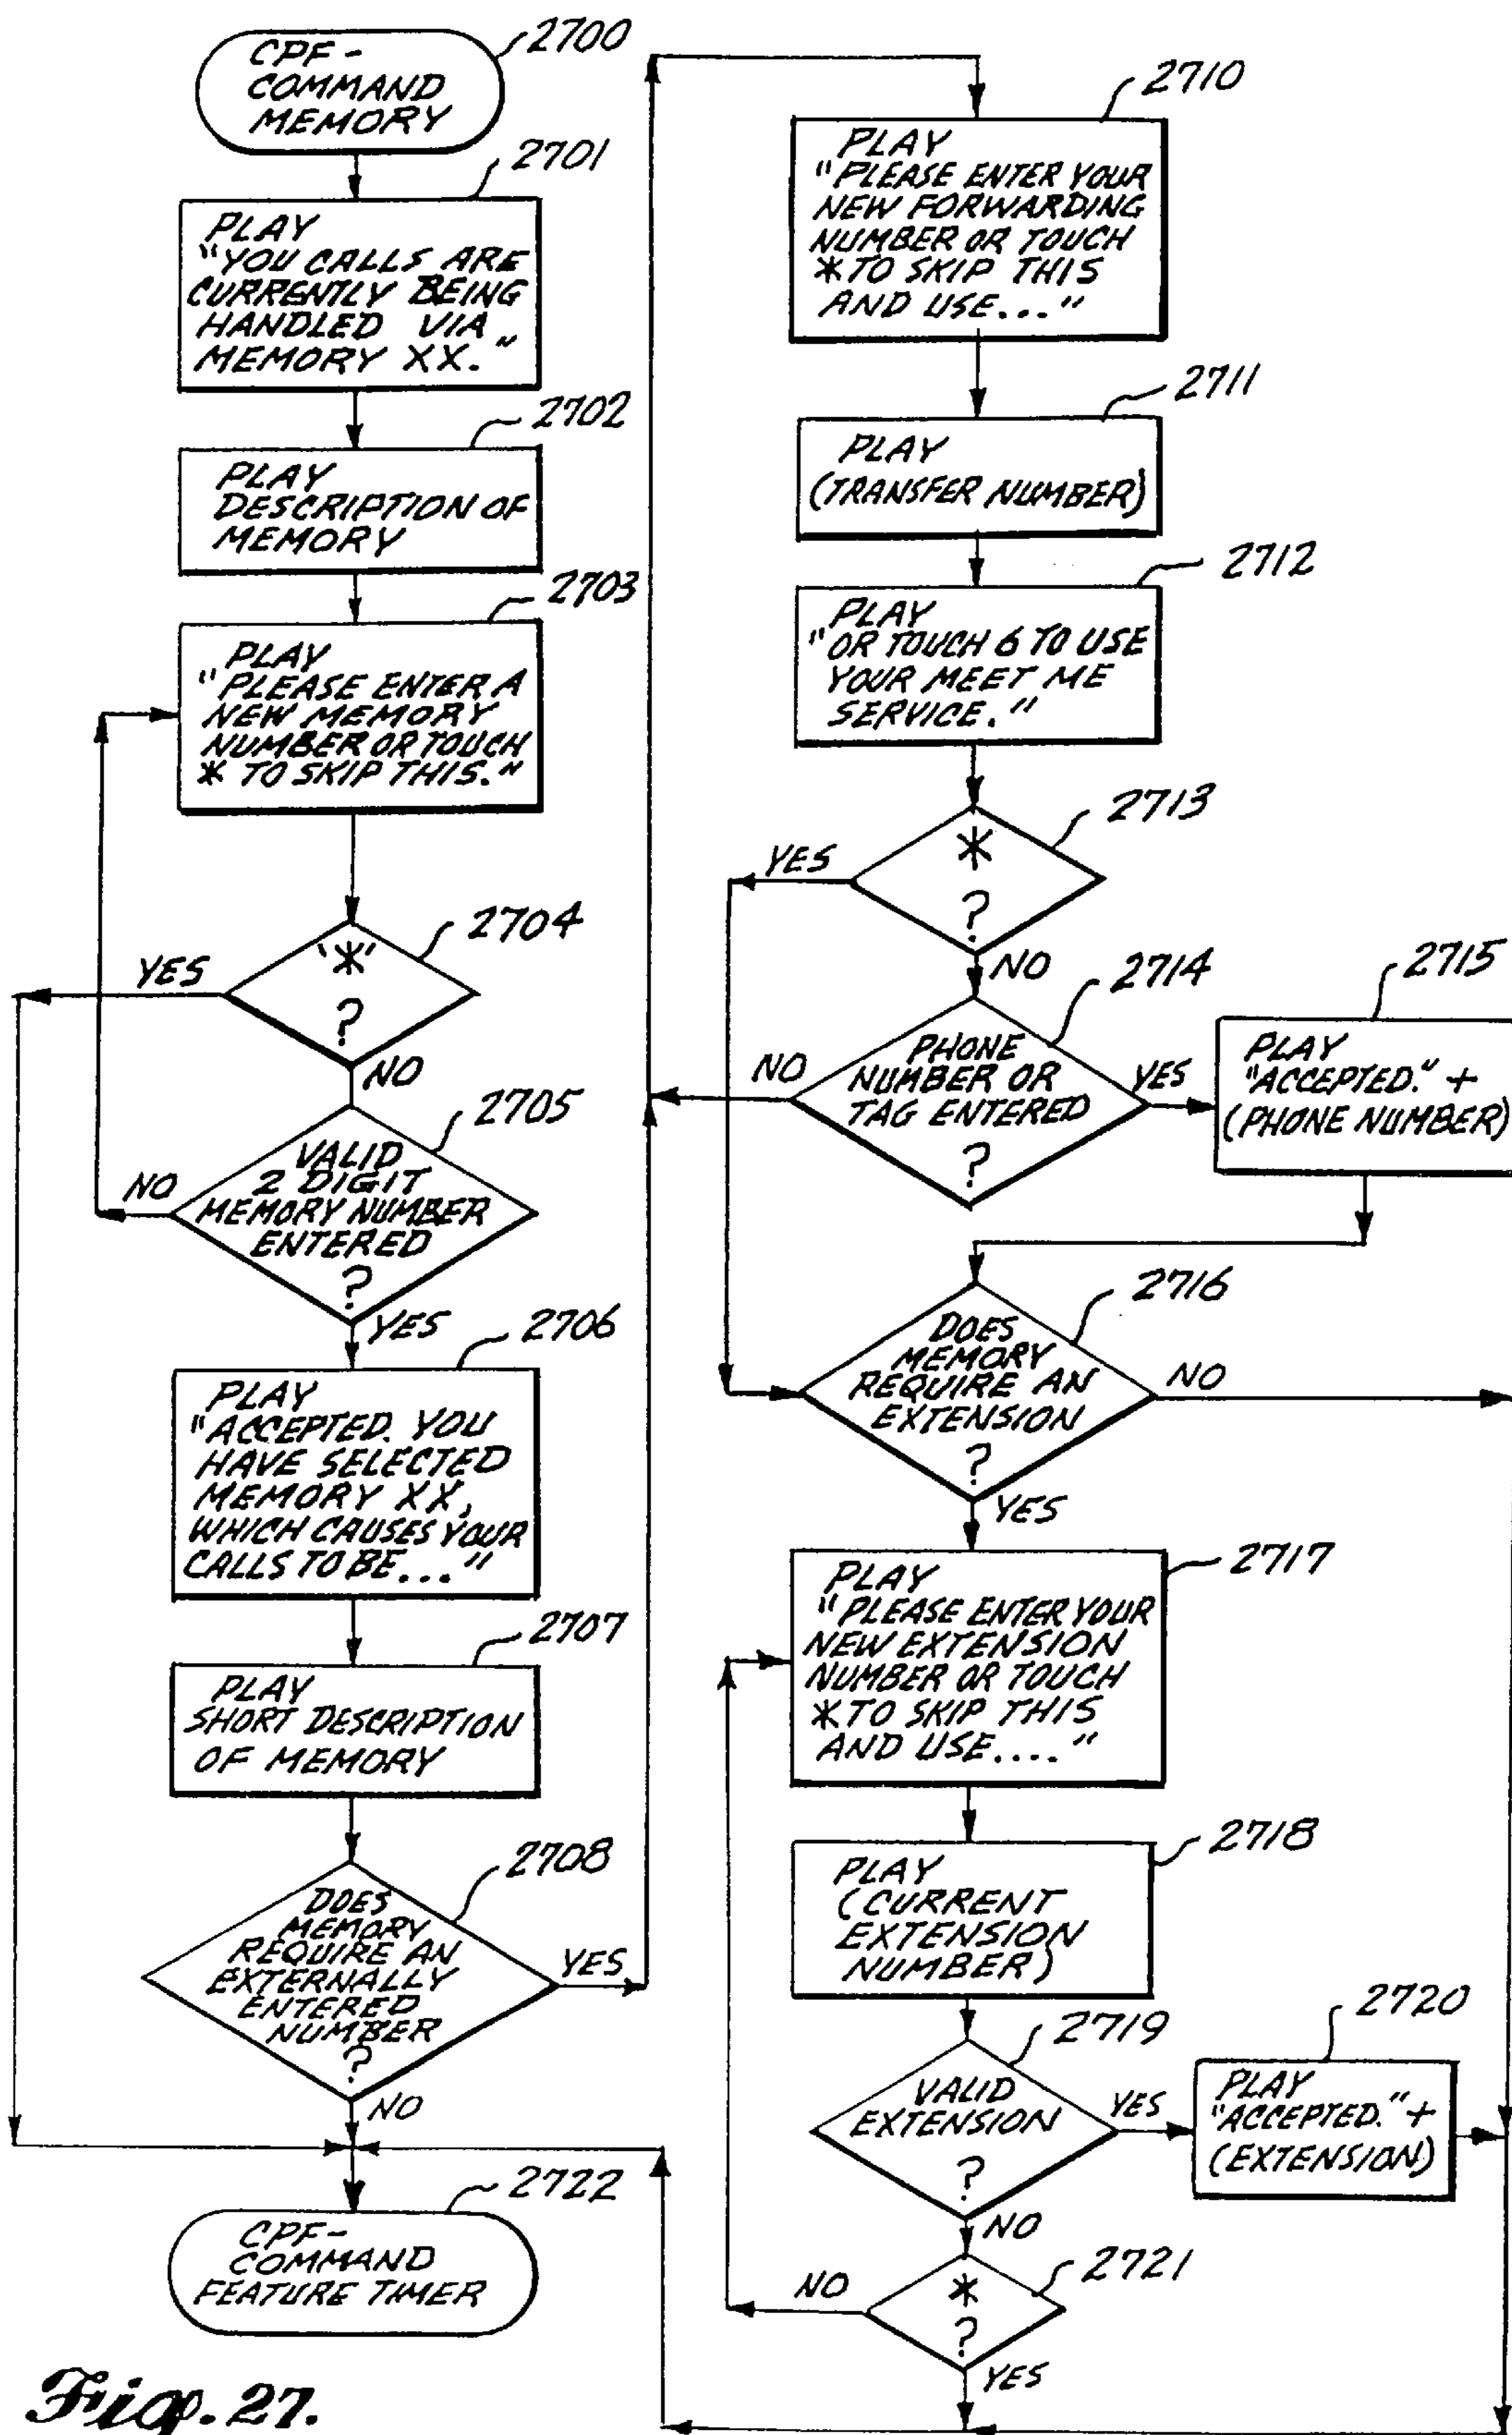 CPF-
COMMAND
MEMORY
2700
2701
PLAY
"YOU CALLS ARE
CURRENTLY BEING
HANDLED VIA
MEMORY XX."
2702
PLAY
DESCRIPTION OF
MEMORY
2703
PLAY
"PLEASE ENTER A
NEW MEMORY
NUMBER OR TOUCH
* TO SKIP THIS."
2704
'*'
?
YES
NO
2705
VALID
2 DIGIT
MEMORY NUMBER
ENTERED
?
NO
YES
2706
PLAY
"ACCEPTED. YOU
HAVE SELECTED
MEMORY XX,
WHICH CAUSES YOUR
CALLS TO BE..."
2707
PLAY
SHORT DESCRIPTION
OF MEMORY
2708
DOES
MEMORY
REQUIRE AN
EXTERNALLY
ENTERED
NUMBER
?
YES
NO
2722
CPF-
COMMAND
FEATURE TIMER
2710
PLAY
"PLEASE ENTER YOUR
NEW FORWARDING
NUMBER OR TOUCH
* TO SKIP THIS
AND USE..."
2711
PLAY
(TRANSFER NUMBER)
2712
PLAY
"OR TOUCH 6 TO USE
YOUR MEET ME
SERVICE."
2713
*
?
YES
NO
2714
PHONE
NUMBER OR
TAG ENTERED
?
NO
YES
2715
PLAY
"ACCEPTED." +
(PHONE NUMBER)
2716
DOES
MEMORY
REQUIRE AN
EXTENSION
?
NO
YES
2717
PLAY
"PLEASE ENTER YOUR
NEW EXTENSION
NUMBER OR TOUCH
* TO SKIP THIS
AND USE...."
2718
PLAY
(CURRENT
EXTENSION
NUMBER)
2719
VALID
EXTENSION
?
YES
NO
2720
PLAY
"ACCEPTED." +
(EXTENSION)
2721
*
?
NO
YES
Fig. 27.